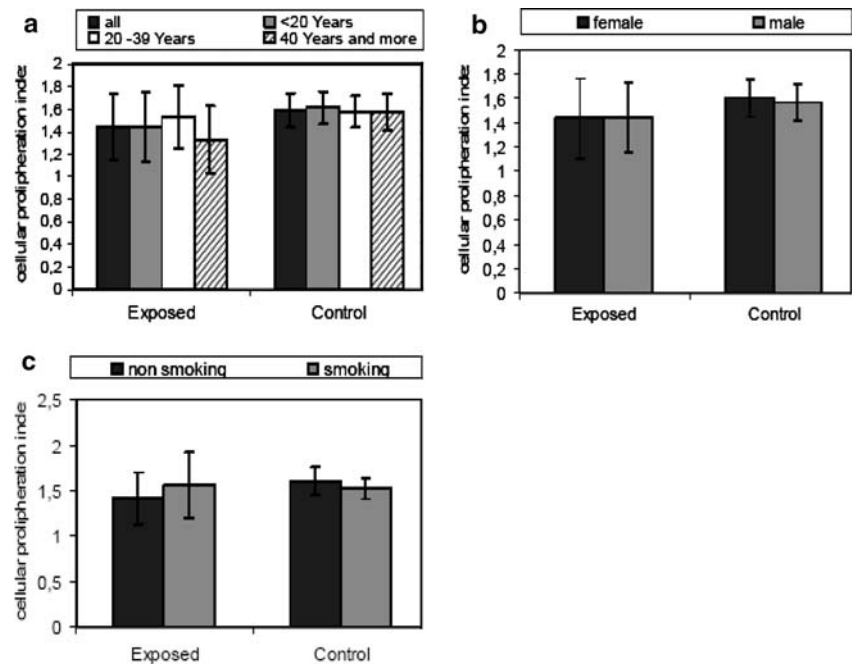 a
all <20 Years
20 -39 Years 40 Years and more
cellular prolipheration inde:
2
1,8
1,6
1,4
1,2
1
0,8
0,6
0,4
0,2
0
Exposed Control
b
female male
cellular prolipheration inde:
2
1,8
1,6
1,4
1,2
1
0,8
0,6
0,4
0,2
0
Exposed Control
c
non smoking smoking
cellular prolipheration inde:
2,5
2
1,5
1
0,5
0
Exposed Control